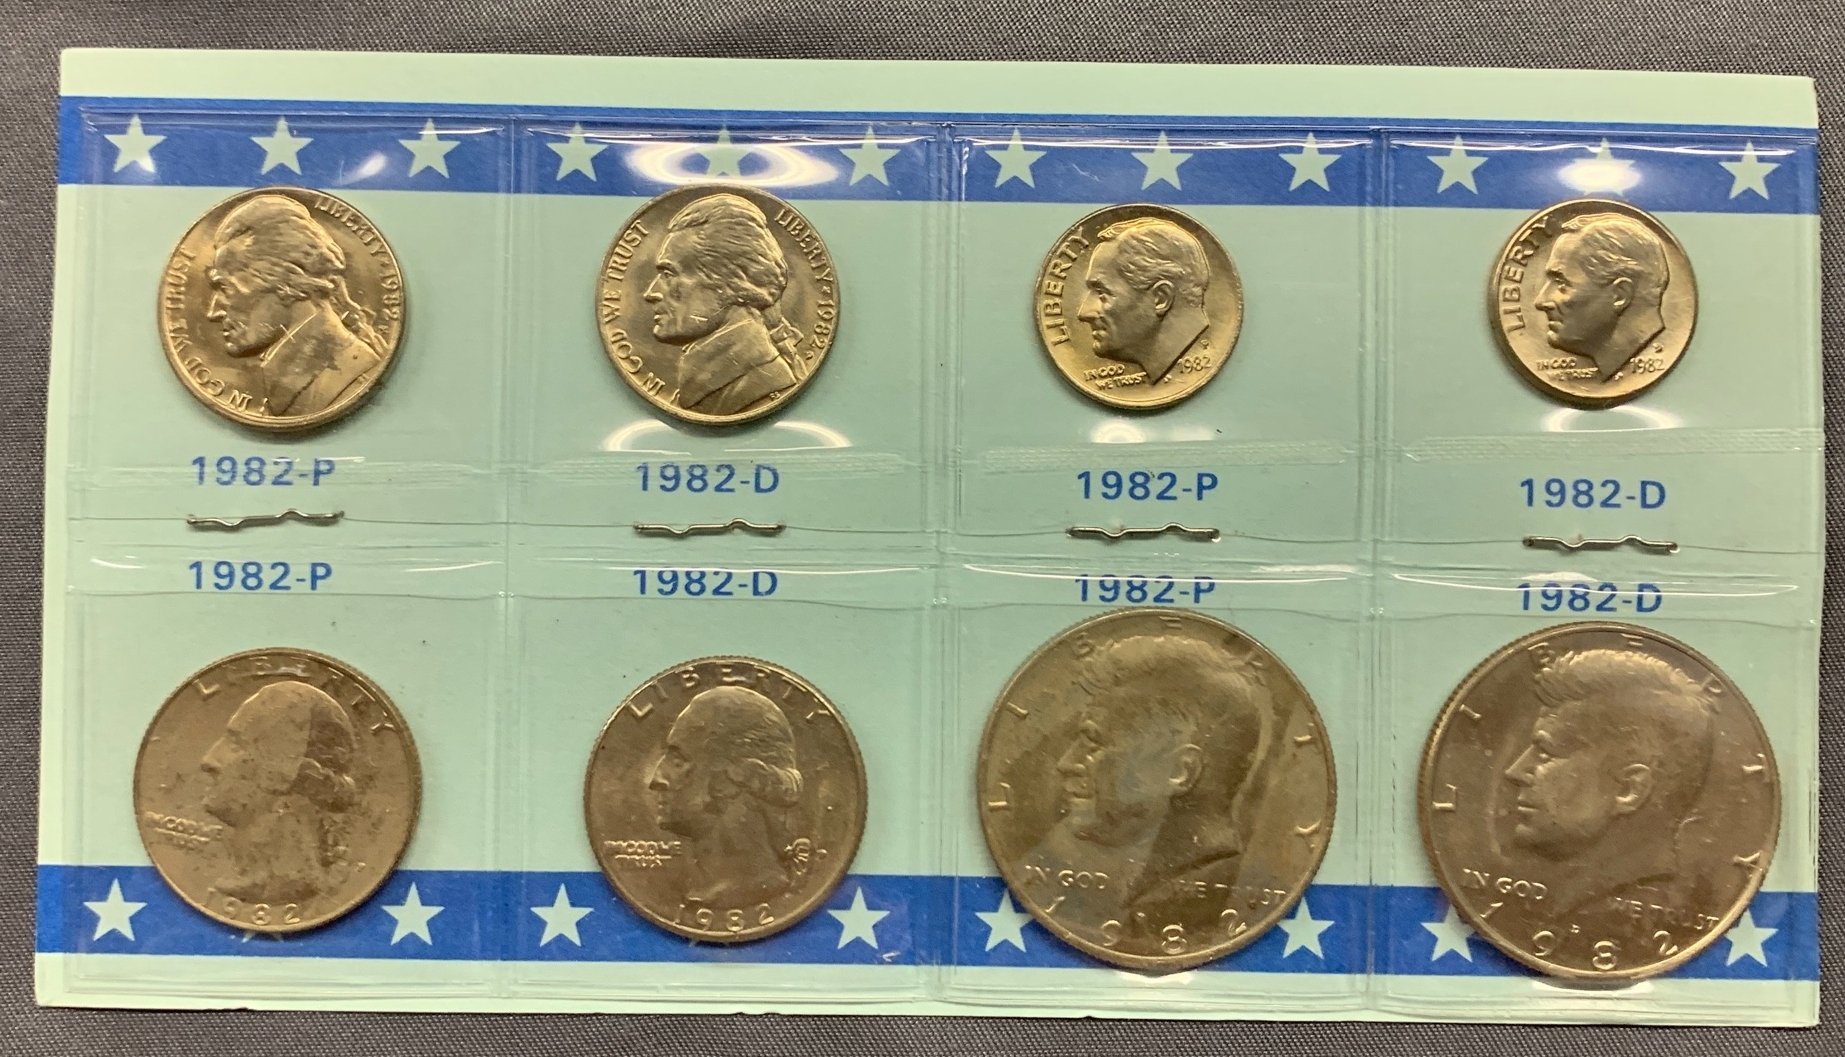 IN GOD WE TRUST LIBERTY · 1982
IN GOD WE TRUST LIBERTY · 1982
LIBERTY
IN GOD
WE TRUST
P
1982
LIBERTY
IN GOD
WE TRUST
D
1982
1982-P
1982-D
1982-P
1982-D
1982-P
1982-D
1982-P
1982-D
LIBERTY
IN GOD WE
TRUST
1982
LIBERTY
IN GOD WE
TRUST
1982
LIBERTY
IN GOD WE TRUST
1982
LIBERTY
IN GOD WE TRUST
D
1982